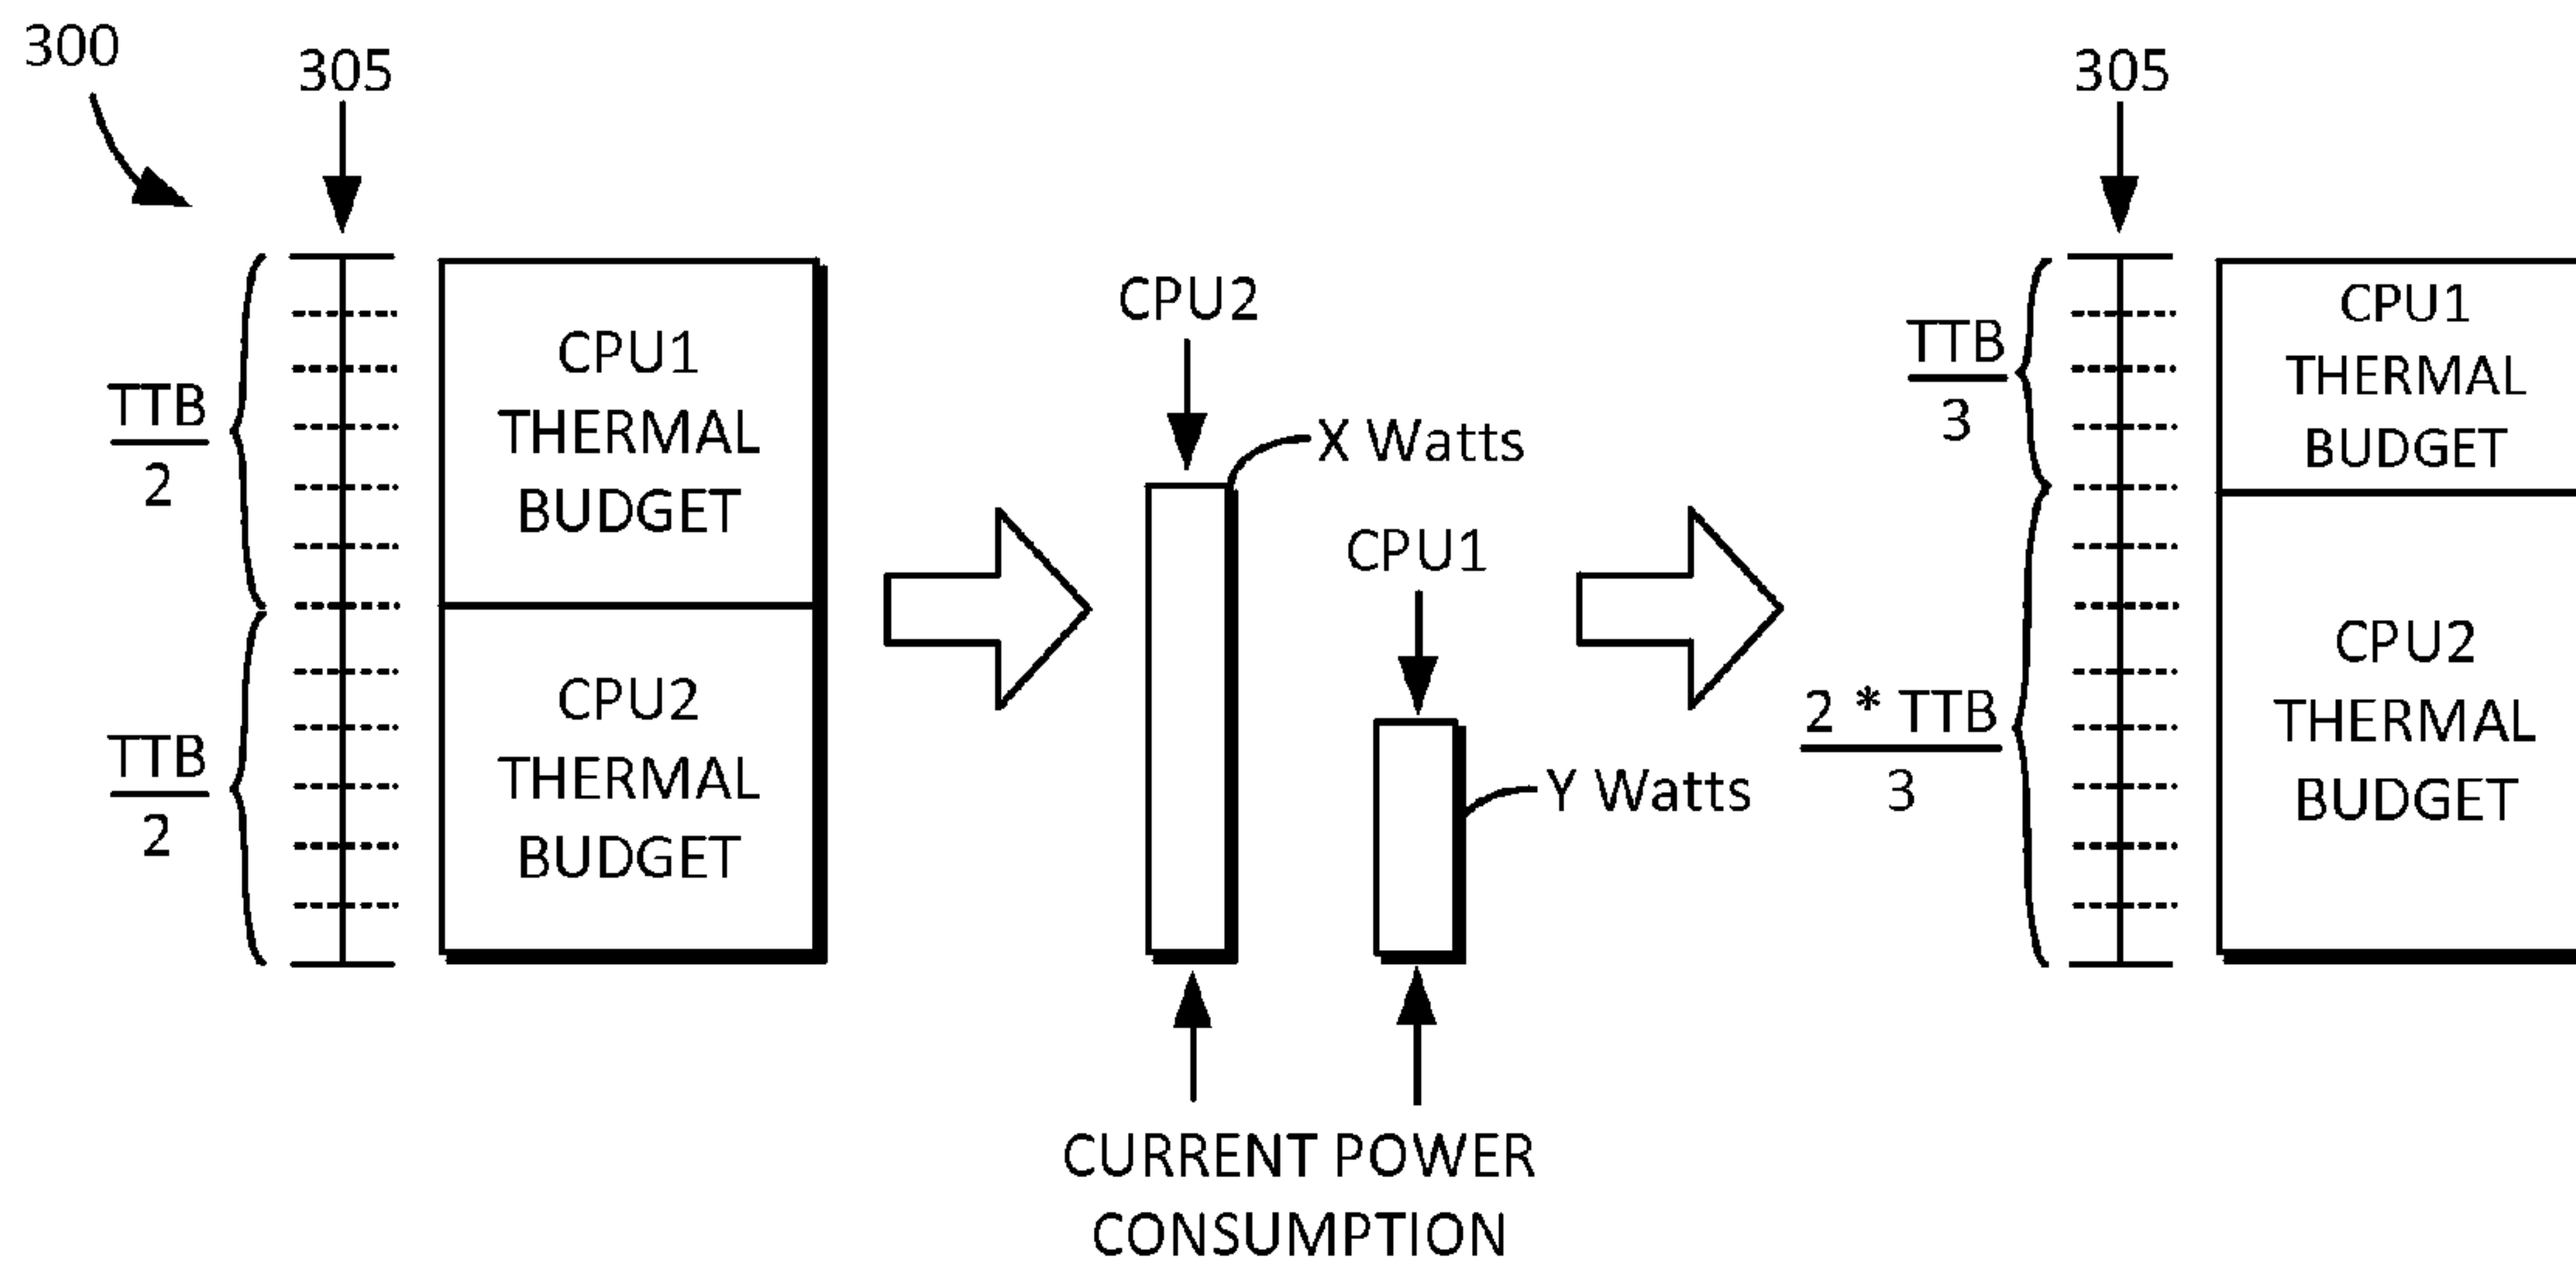 300
305
TTB
2
TTB
2
CPU1
THERMAL
BUDGET
CPU2
THERMAL
BUDGET
CPU2
X Watts
CPU1
Y Watts
CURRENT POWER
CONSUMPTION
305
TTB
3
2 * TTB
3
CPU1
THERMAL
BUDGET
CPU2
THERMAL
BUDGET